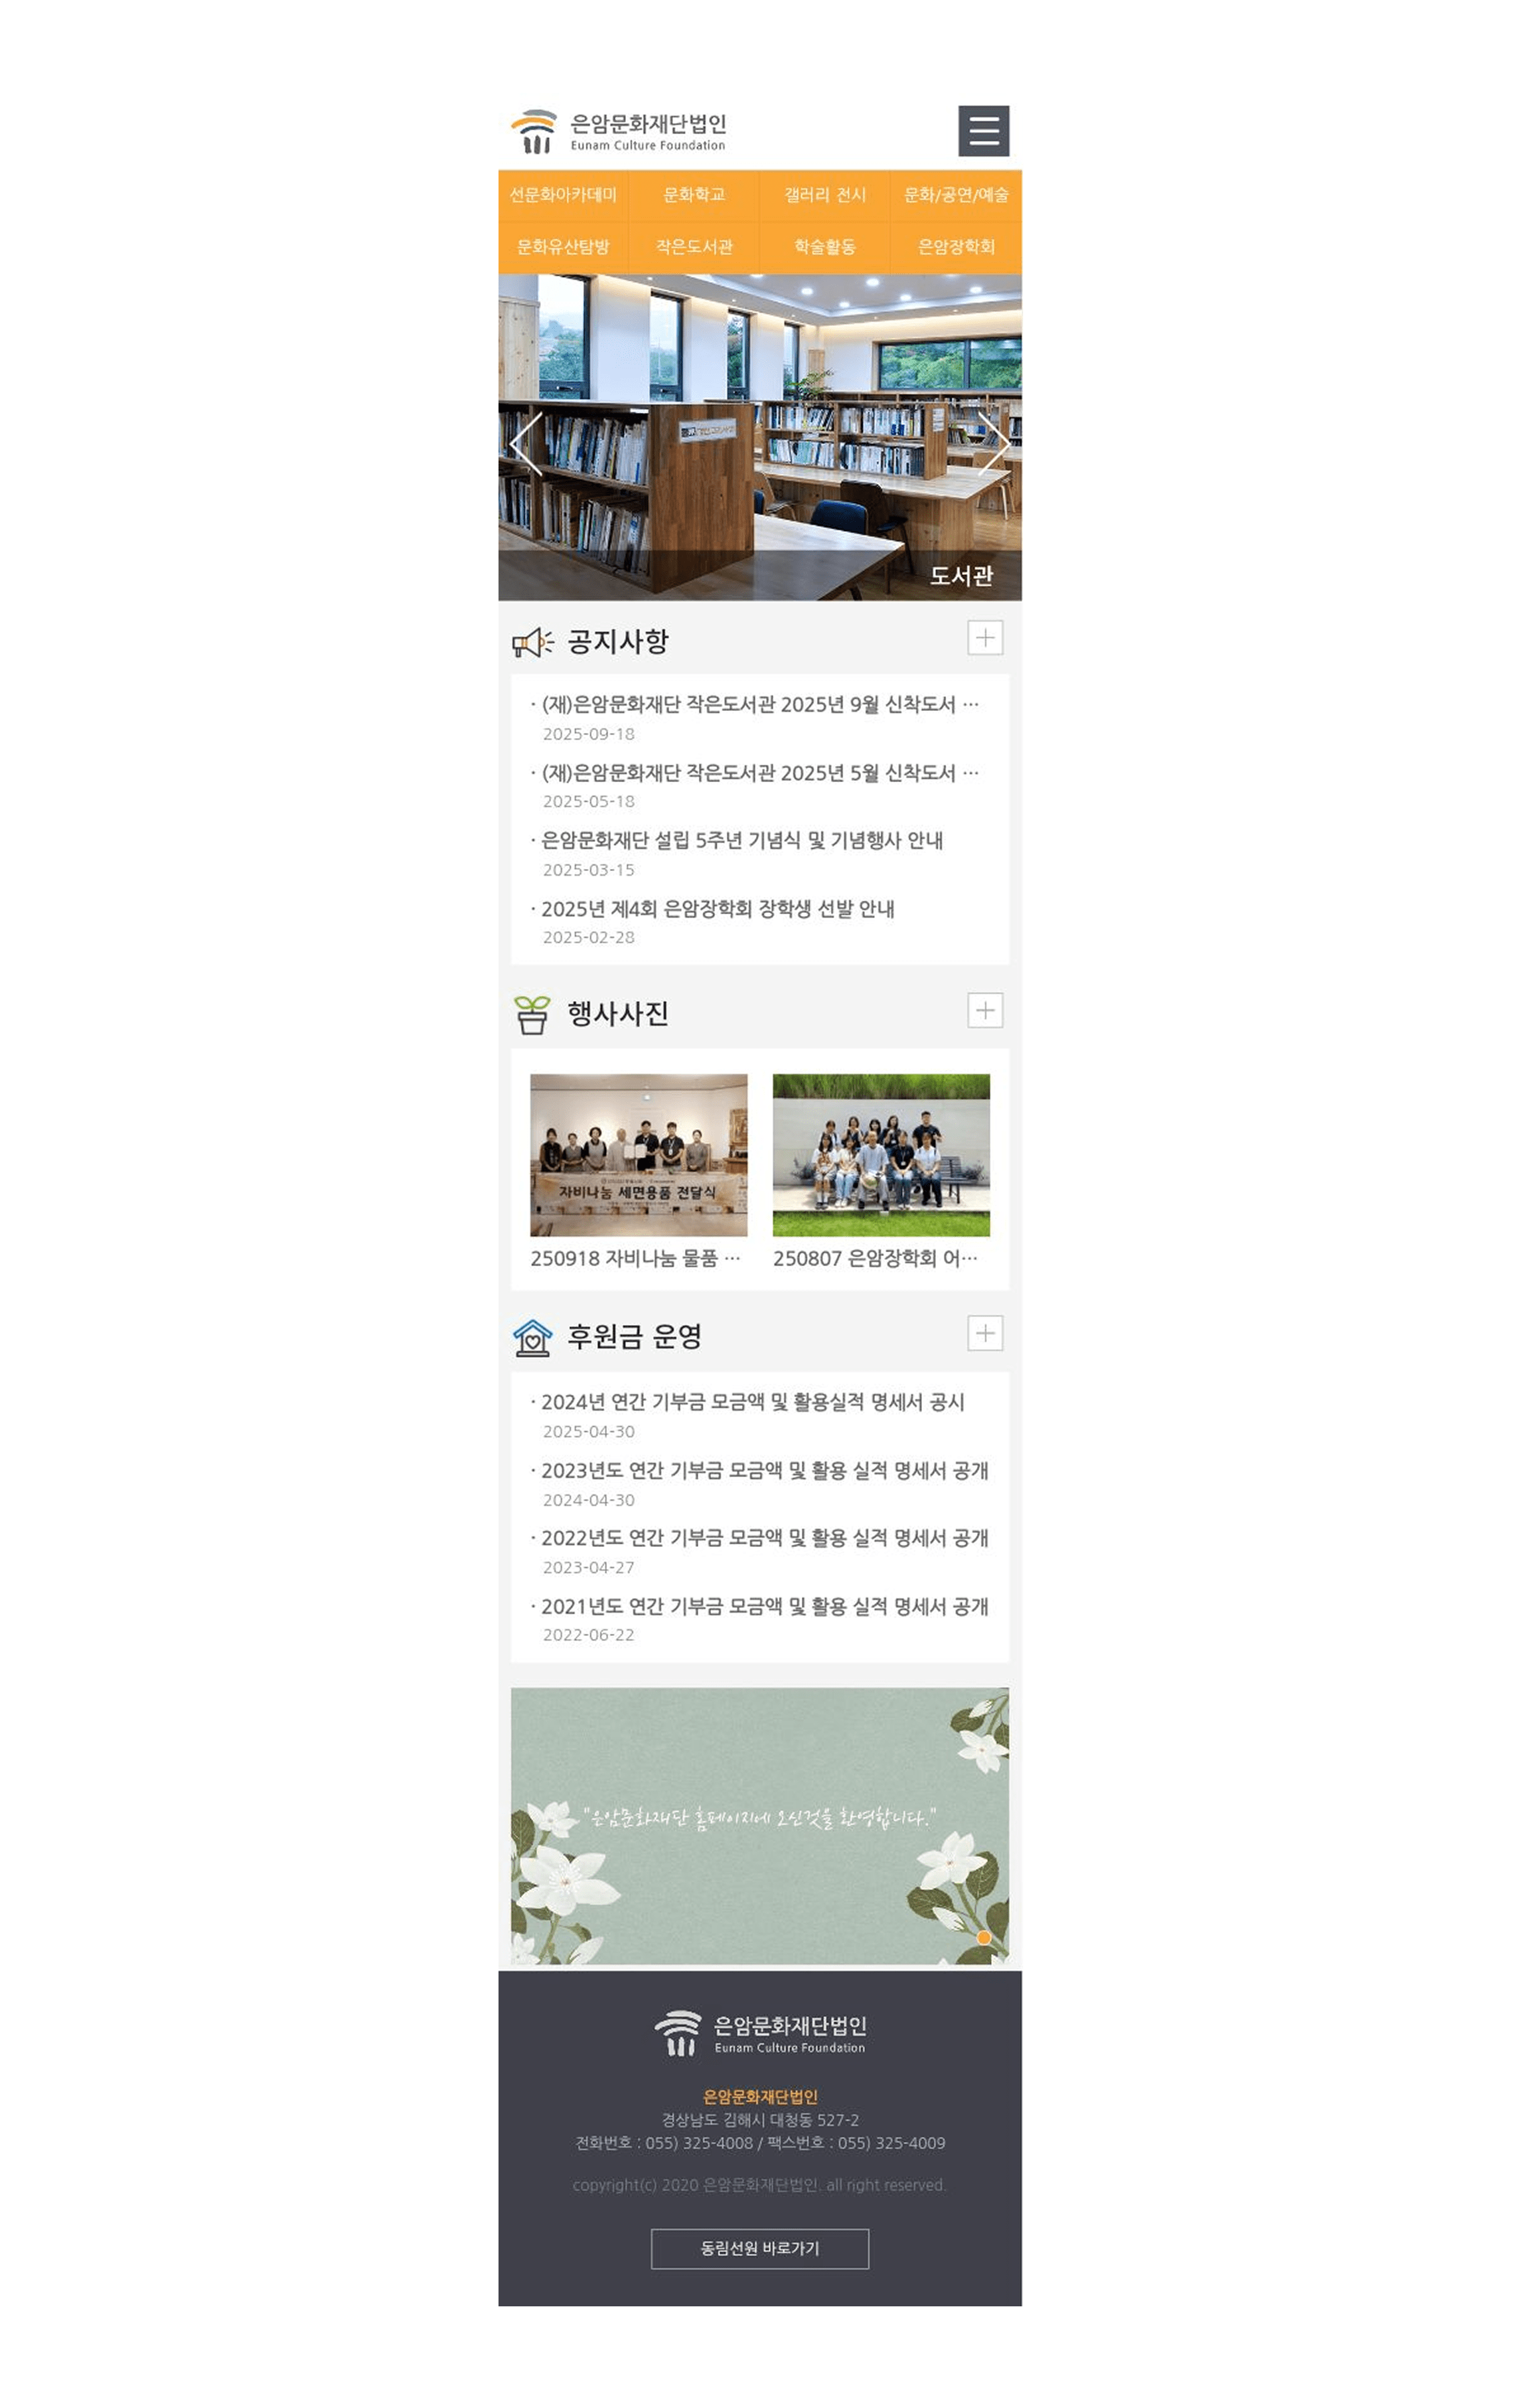 은암문화재단법인
Eunam Culture Foundation
선문화아카데미 문화학교 갤러리 전시 문화/공연/예술
문화유산탐방 작은도서관 학술활동 은암장학회
도서관
공지사항
· (재)은암문화재단 작은도서관 2025년 9월 신착도서 …
2025-09-18
· (재)은암문화재단 작은도서관 2025년 5월 신착도서 …
2025-05-18
· 은암문화재단 설립 5주년 기념식 및 기념행사 안내
2025-03-15
· 2025년 제4회 은암장학회 장학생 선발 안내
2025-02-28
행사사진
자비나눔 세면용품 전달식
250918 자비나눔 물품 … 250807 은암장학회 어…
후원금 운영
· 2024년 연간 기부금 모금액 및 활용실적 명세서 공시
2025-04-30
· 2023년도 연간 기부금 모금액 및 활용 실적 명세서 공개
2024-04-30
· 2022년도 연간 기부금 모금액 및 활용 실적 명세서 공개
2023-04-27
· 2021년도 연간 기부금 모금액 및 활용 실적 명세서 공개
2022-06-22
"은암문화재단 홈페이지에 오신것을 환영합니다."
은암문화재단법인
Eunam Culture Foundation
은암문화재단법인
경상남도 김해시 대청동 527-2
전화번호 : 055) 325-4008 / 팩스번호 : 055) 325-4009
copyright(c) 2020 은암문화재단법인. all right reserved.
동림선원 바로가기